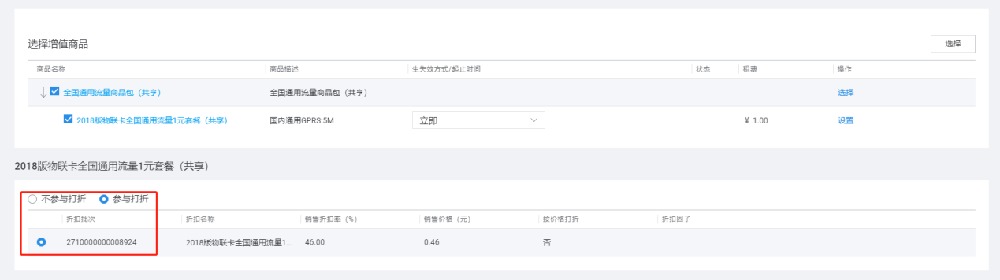 选择增值商品 选择
商品名称 商品描述 生失效方式/起止时间 状态 租费 操作
全国通用流量商品包（共享） 全国通用流量商品包（共享） 选择
2018版物联卡全国通用流量1元套餐（共享） 国内通用GPRS:5M 立即 ¥ 1.00 设置
2018版物联卡全国通用流量1元套餐（共享）
不参与打折 参与打折
折扣批次 折扣名称 销售折扣率（%） 销售价格（元） 按价格打折 折扣因子
2710000000008924 2018版物联卡全国通用流量1... 46.00 0.46 否